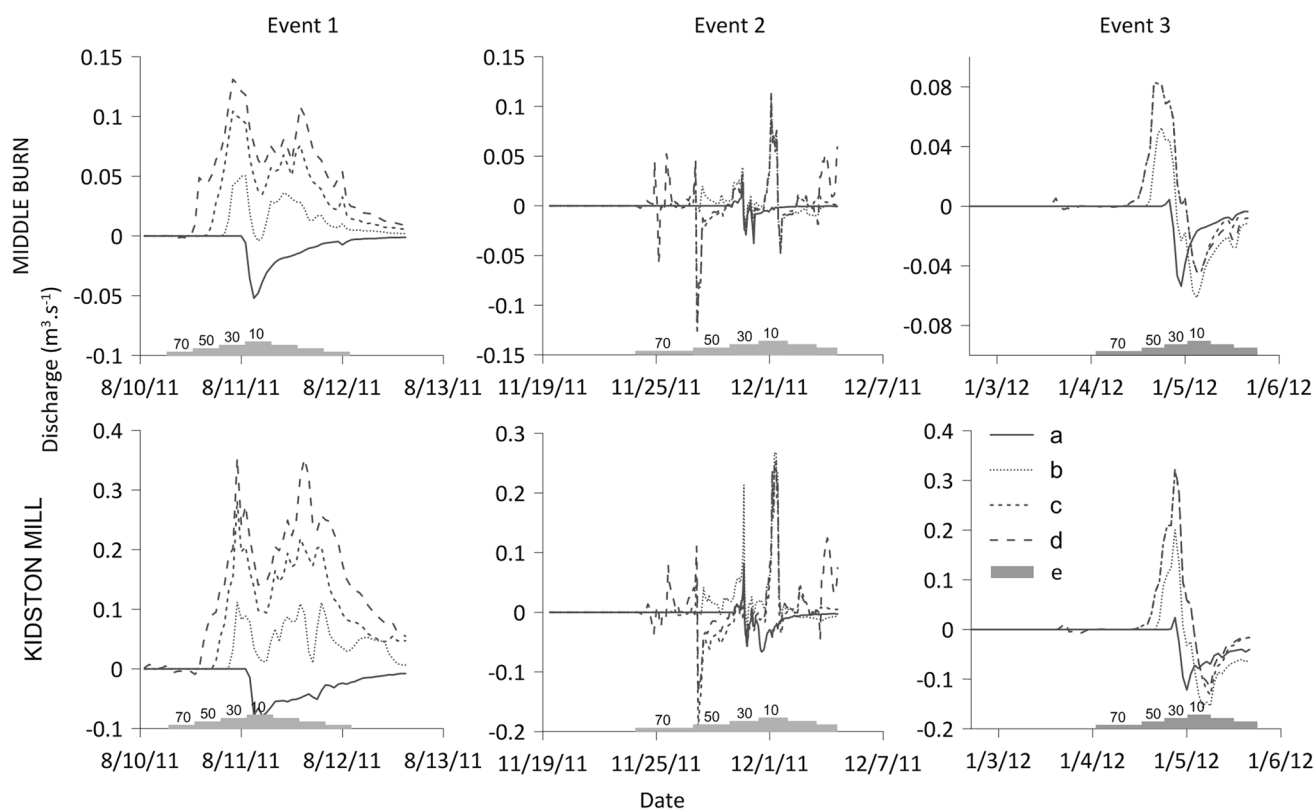 Event 1 Event 2 Event 3
MIDDLE BURN
Discharge (m³.s⁻¹)
0.15 0.15
0.1 0.1 0.08
0.05 0.05 0.04
0 0 0
-0.05 -0.05 -0.04
-0.1 -0.08
-0.1 -0.15
70 50 30 10 70 50 30 10 70 50 30 10
8/10/11 8/11/11 8/12/11 8/13/11 11/19/11 11/25/11 12/1/11 12/7/11 1/3/12 1/4/12 1/5/12 1/6/12
KIDSTON MILL
0.4 0.3 0.4
0.3 0.2 0.3
0.2 0.1 0.2
0.1 0 0.1
0 -0.1 0
-0.1 -0.2 -0.1
-0.2
a
b
c
d
e
70 50 30 10 70 50 30 10 70 50 30 10
8/10/11 8/11/11 8/12/11 8/13/11 11/19/11 11/25/11 12/1/11 12/7/11 1/3/12 1/4/12 1/5/12 1/6/12
Date